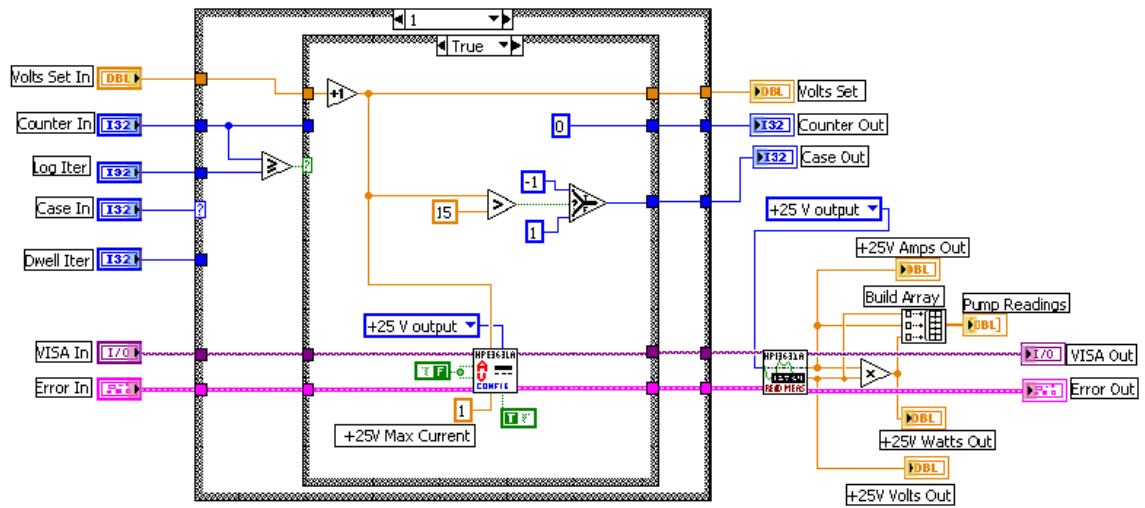 1
True
Volts Set In
DBL
+1
DBL
Volts Set
Counter In
I32
0
I32
Counter Out
Log Iter
I32
≥
?
-1
I32
Case Out
Case In
I32
?
15
>
?
T
F
1
+25 V output
Dwell Iter
I32
+25V Amps Out
DBL
Build Array
Pump Readings
DBL]
+25 V output
VISA In
I/O
HPE3631A
A
V
CONFIG
HPE3631A
READ MEAS
I/O
VISA Out
F
Error In
×
Error Out
1
T
+25V Max Current
DBL
+25V Watts Out
DBL
+25V Volts Out